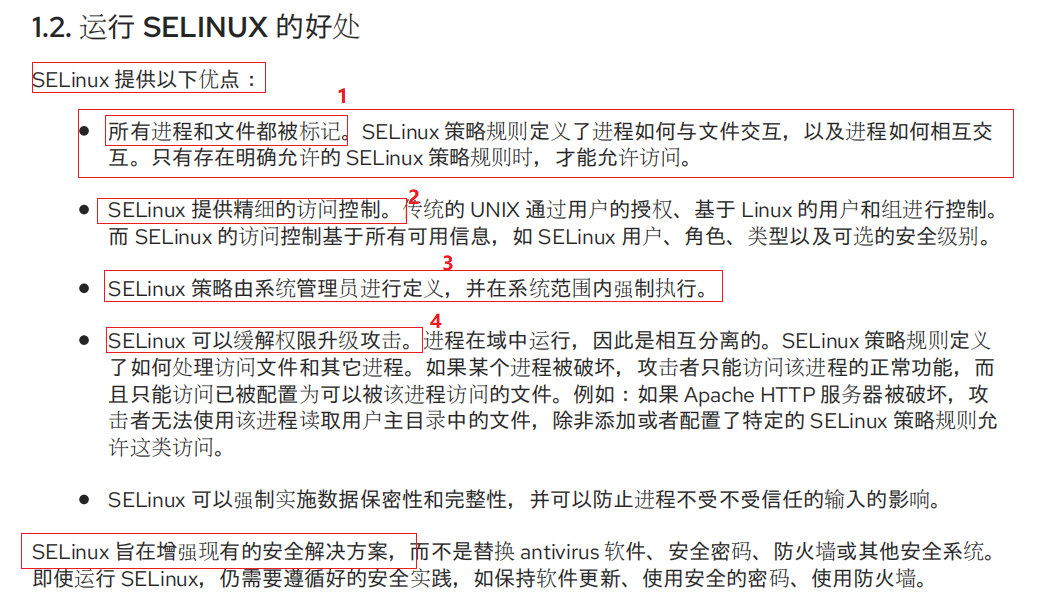 1.2. 运行 SELINUX 的好处
SELinux 提供以下优点：
1
所有进程和文件都被标记。SELinux 策略规则定义了进程如何与文件交互，以及进程如何相互交
互。只有存在明确允许的 SELinux 策略规则时，才能允许访问。
2
SELinux 提供精细的访问控制。传统的 UNIX 通过用户的授权、基于 Linux 的用户和组进行控制。
而 SELinux 的访问控制基于所有可用信息，如 SELinux 用户、角色、类型以及可选的安全级别。
3
SELinux 策略由系统管理员进行定义，并在系统范围内强制执行。
4
SELinux 可以缓解权限升级攻击。进程在域中运行，因此是相互分离的。SELinux 策略规则定义
了如何处理访问文件和其它进程。如果某个进程被破坏，攻击者只能访问该进程的正常功能，而
且只能访问已被配置为可以被该进程访问的文件。例如：如果 Apache HTTP 服务器被破坏，攻
击者无法使用该进程读取用户主目录中的文件，除非添加或者配置了特定的 SELinux 策略规则允
许这类访问。
SELinux 可以强制实施数据保密性和完整性，并可以防止进程不受不受信任的输入的影响。
SELinux 旨在增强现有的安全解决方案，而不是替换 antivirus 软件、安全密码、防火墙或其他安全系统。
即使运行 SELinux，仍需要遵循好的安全实践，如保持软件更新、使用安全的密码、使用防火墙。